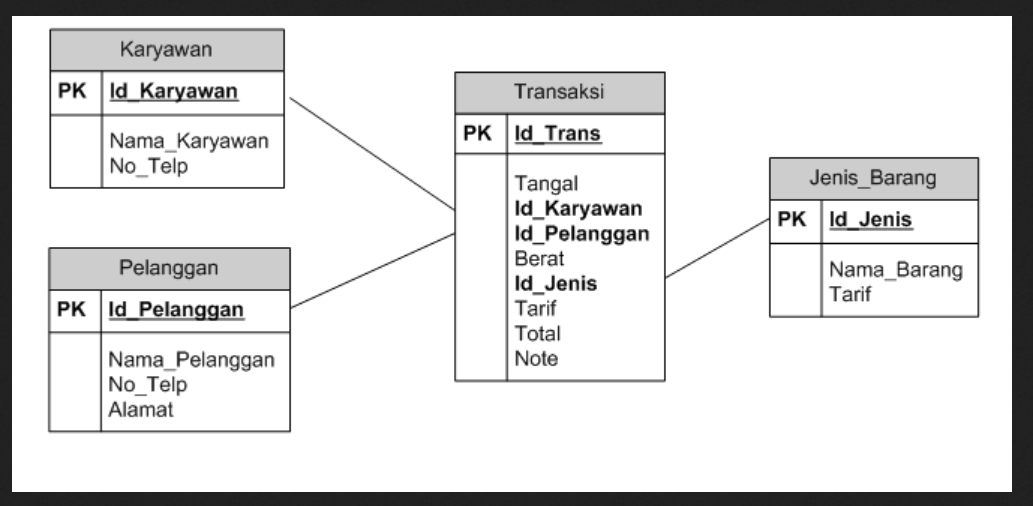 Karyawan
PK Id_Karyawan
Nama_Karyawan
No_Telp
Pelanggan
PK Id_Pelanggan
Nama_Pelanggan
No_Telp
Alamat
Transaksi
PK Id_Trans
Tangal
Id_Karyawan
Id_Pelanggan
Berat
Id_Jenis
Tarif
Total
Note
Jenis_Barang
PK Id_Jenis
Nama_Barang
Tarif